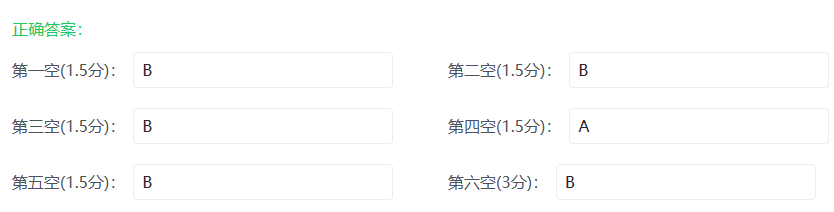 正确答案：
第一空(1.5分)： B 第二空(1.5分)： B
第三空(1.5分)： B 第四空(1.5分)： A
第五空(1.5分)： B 第六空(3分)： B